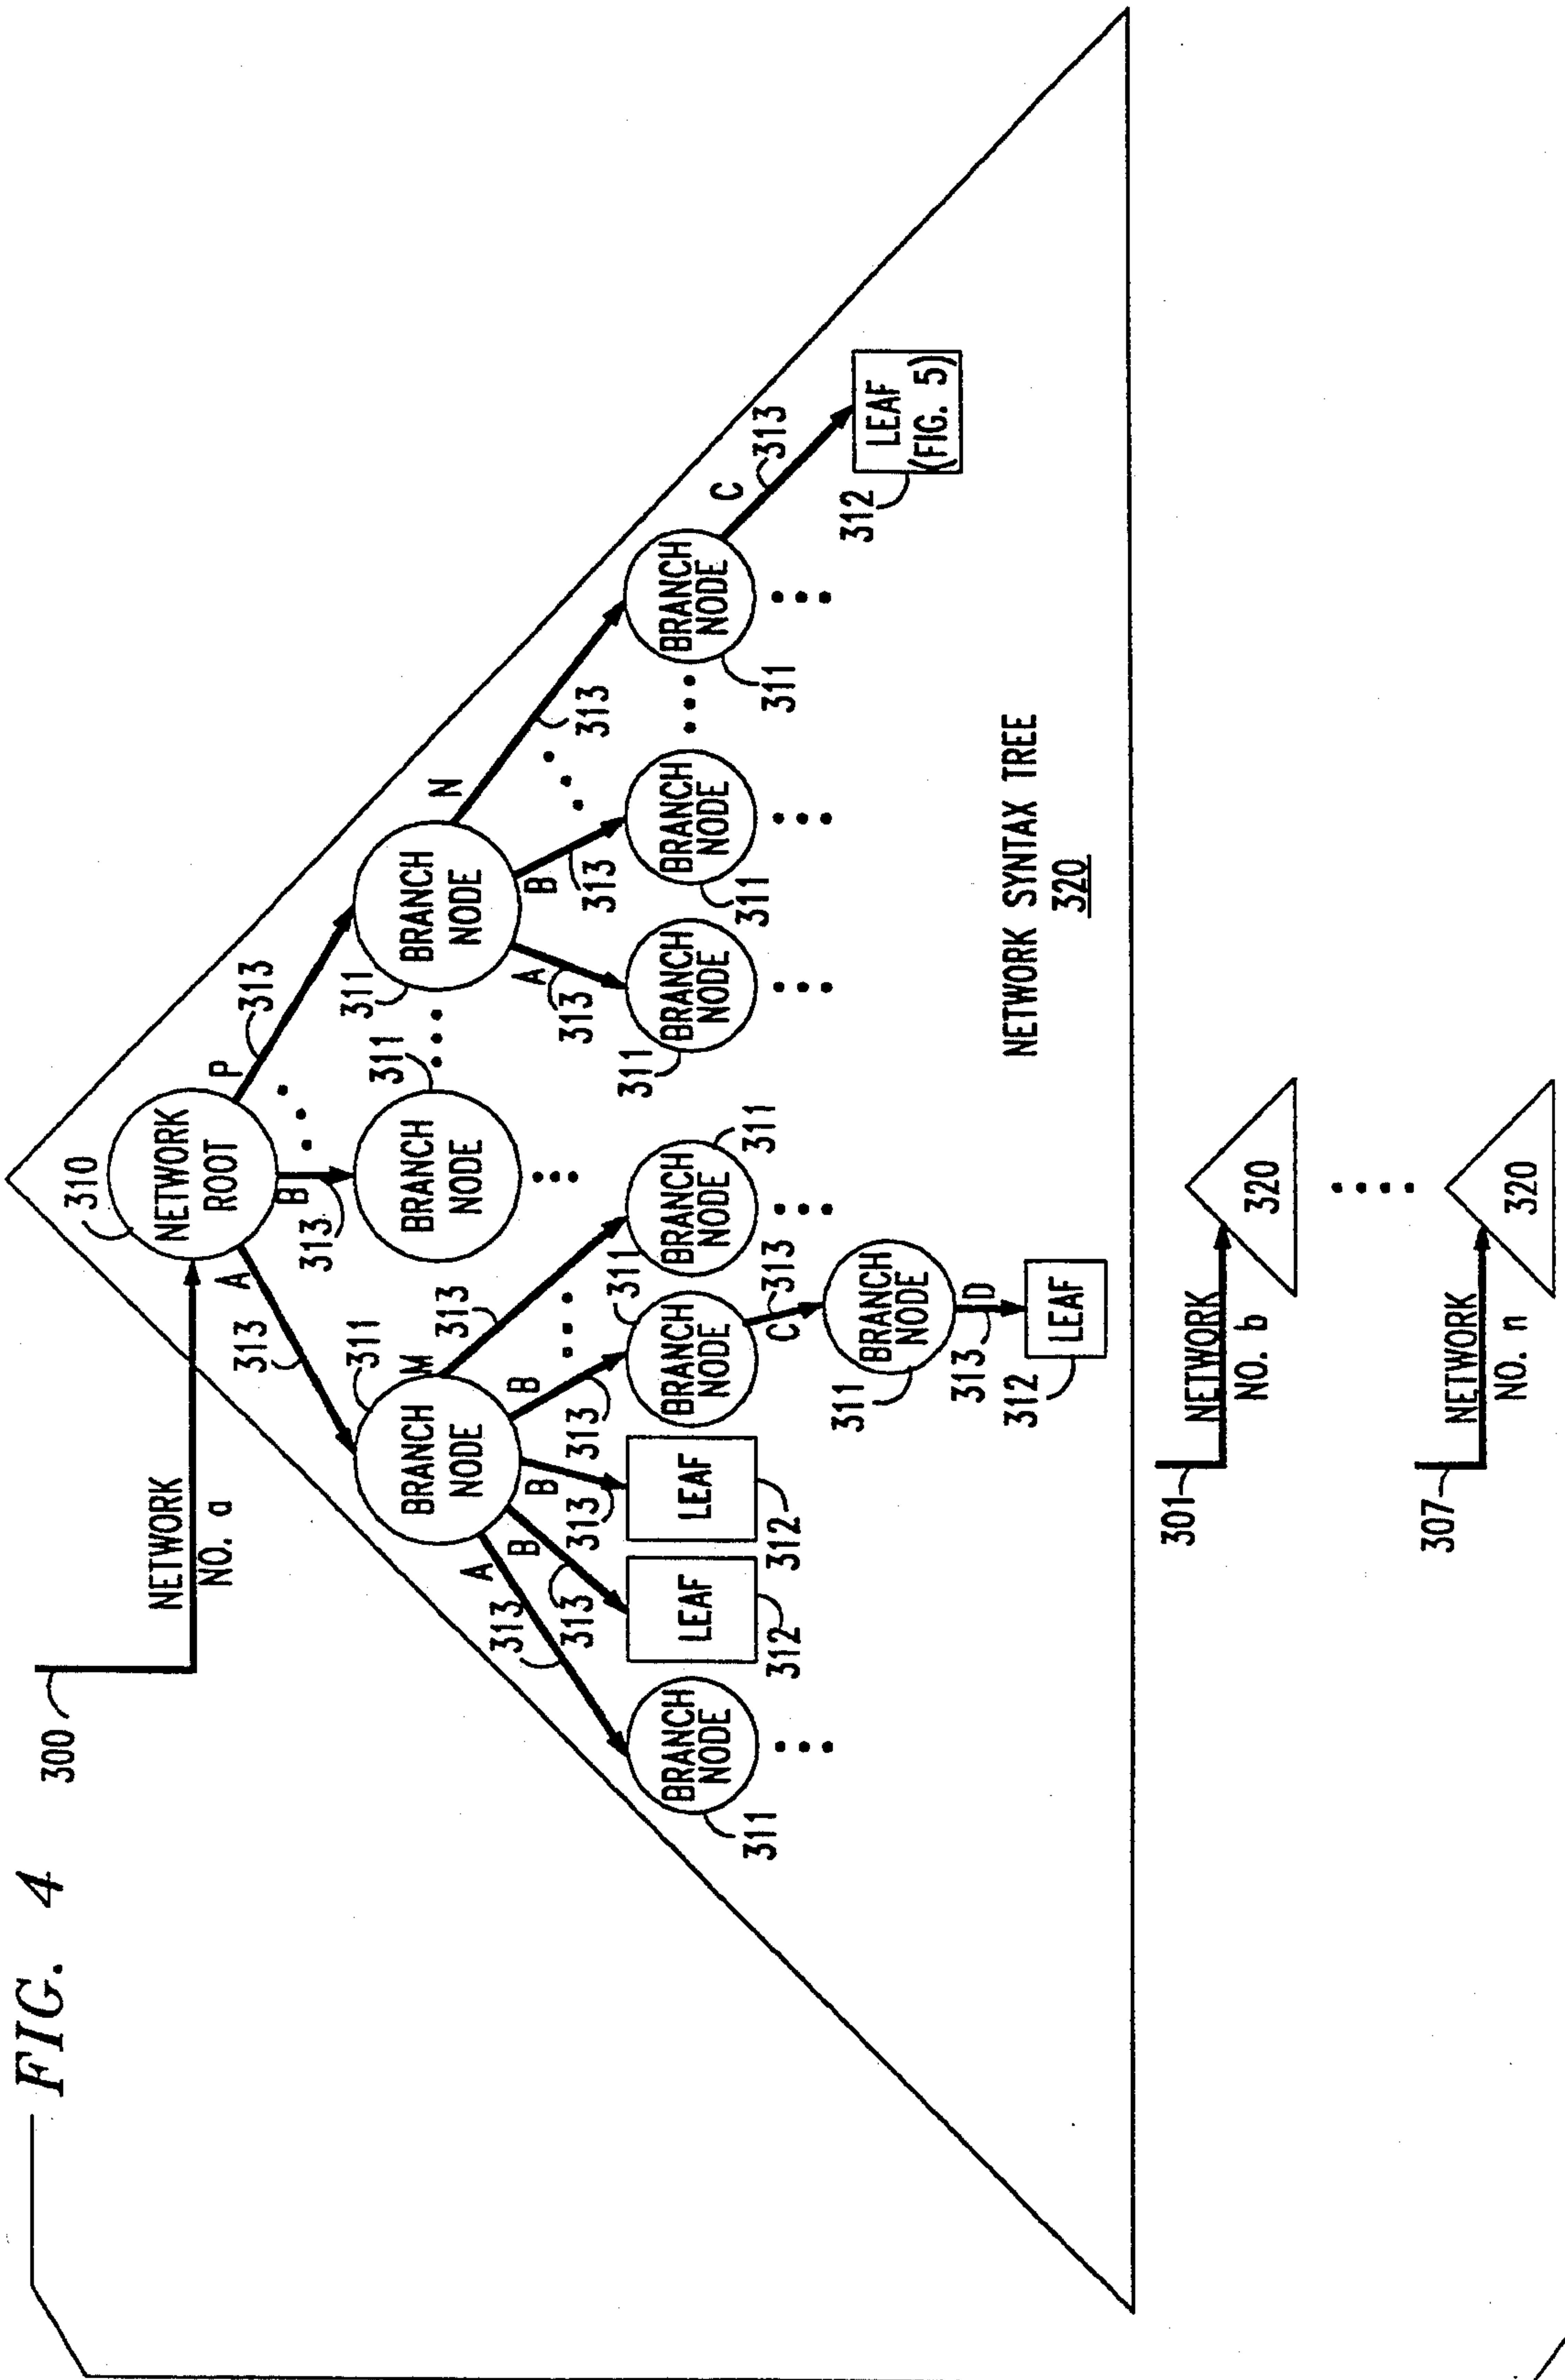 FIG. 4
300
NETWORK
NO. a
310
NETWORK
ROOT
A
313
B
313
P
313
311
BRANCH
NODE
311
BRANCH
NODE
311
BRANCH
NODE
A
313
B
313
B
313
B
313
M
313
A
313
B
313
N
313
311
BRANCH
NODE
LEAF
312
LEAF
312
311
BRANCH
NODE
311
BRANCH
NODE
311
BRANCH
NODE
311
BRANCH
NODE
311
BRANCH
NODE
C
313
C
313
311
BRANCH
NODE
312
LEAF
(FIG. 5)
D
313
312
LEAF
NETWORK SYNTAX TREE
320
301
NETWORK
NO. b
320
307
NETWORK
NO. n
320